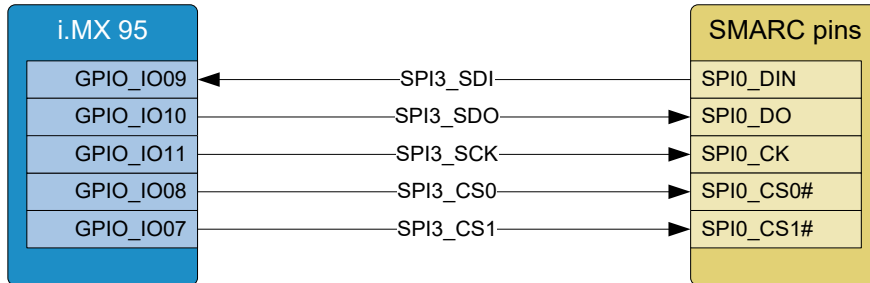 i.MX 95 SMARC pins
GPIO_IO09 SPI3_SDI SPI0_DIN
GPIO_IO10 SPI3_SDO SPI0_DO
GPIO_IO11 SPI3_SCK SPI0_CK
GPIO_IO08 SPI3_CS0 SPI0_CS0#
GPIO_IO07 SPI3_CS1 SPI0_CS1#